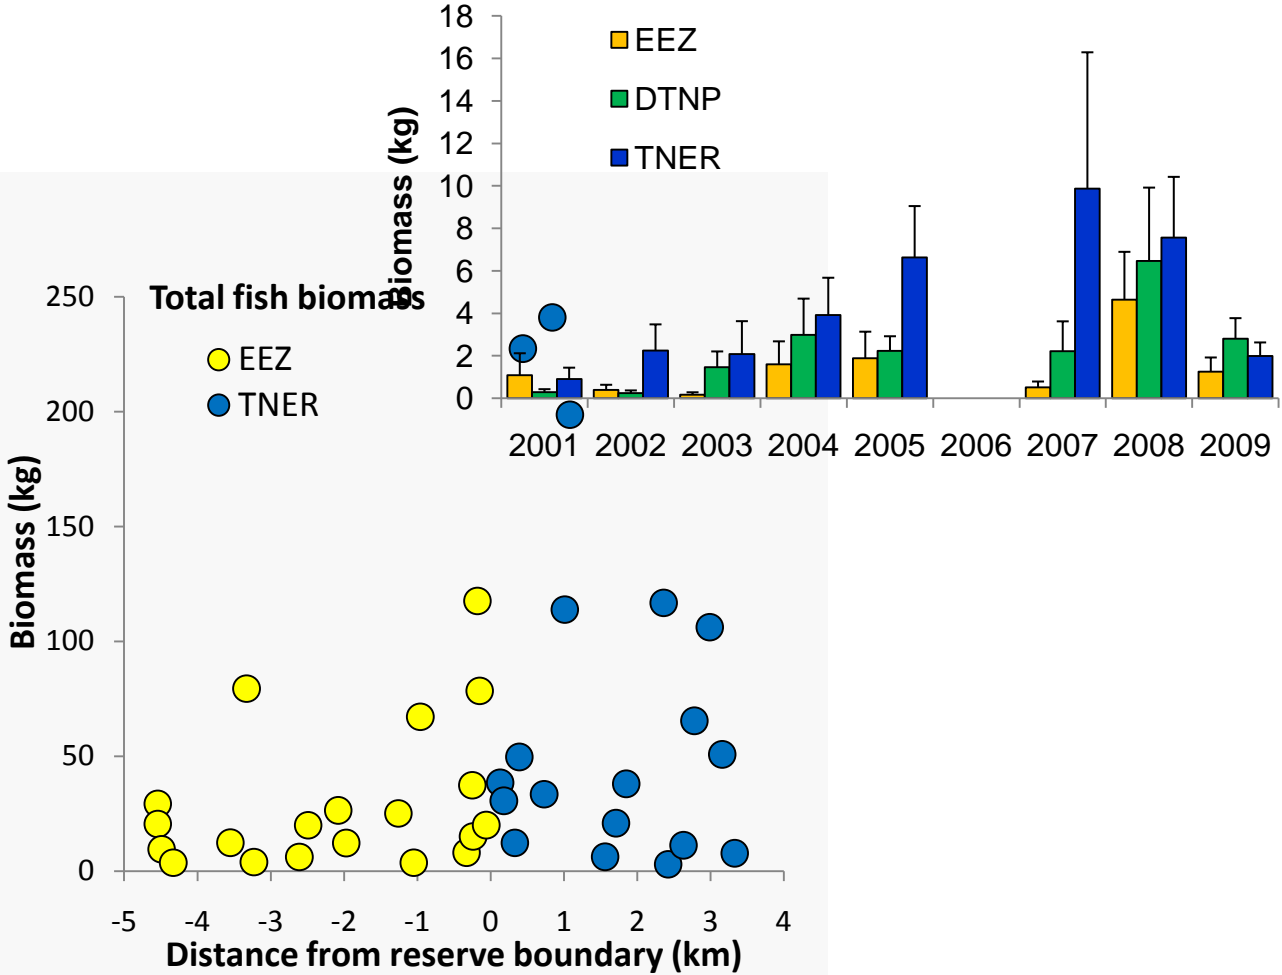 18
16
14
12
10
8
6
4
2
0
Biomass (kg)
EEZ
DTNP
TNER
2001 2002 2003 2004 2005 2006 2007 2008 2009
Total fish biomass
EEZ
TNER
250
200
150
100
50
0
Biomass (kg)
-5 -4 -3 -2 -1 0 1 2 3 4
Distance from reserve boundary (km)